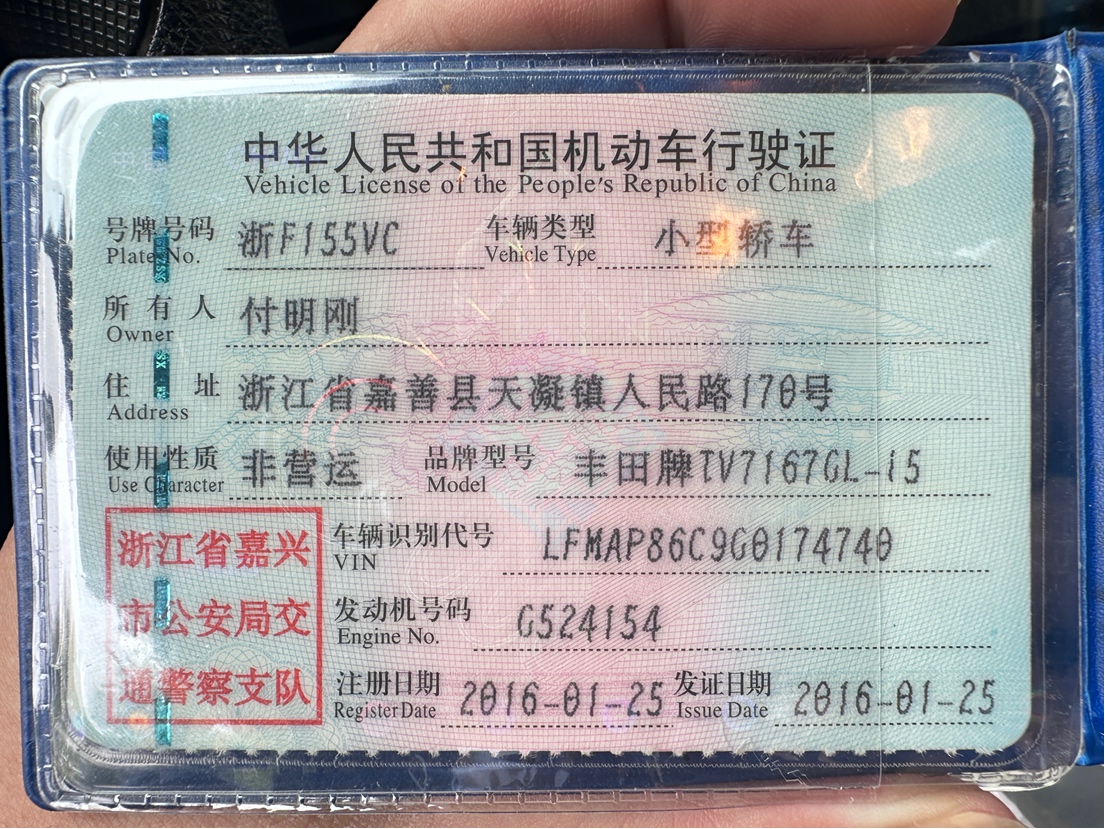 中华人民共和国机动车行驶证
Vehicle License of the People's Republic of China
号牌号码 浙F155VC 车辆类型 小型轿车
Plate No. Vehicle Type
所有人 付明刚
Owner
住址 浙江省嘉善县天凝镇人民路170号
Address
使用性质 非营运 品牌型号 丰田牌TV7167GL-i5
Use Character Model
浙江省嘉兴
市公安局交
通警察支队
车辆识别代号 LFMAP86C9G0174740
VIN
发动机号码 G524154
Engine No.
注册日期 2016-01-25 发证日期 2016-01-25
Register Date Issue Date